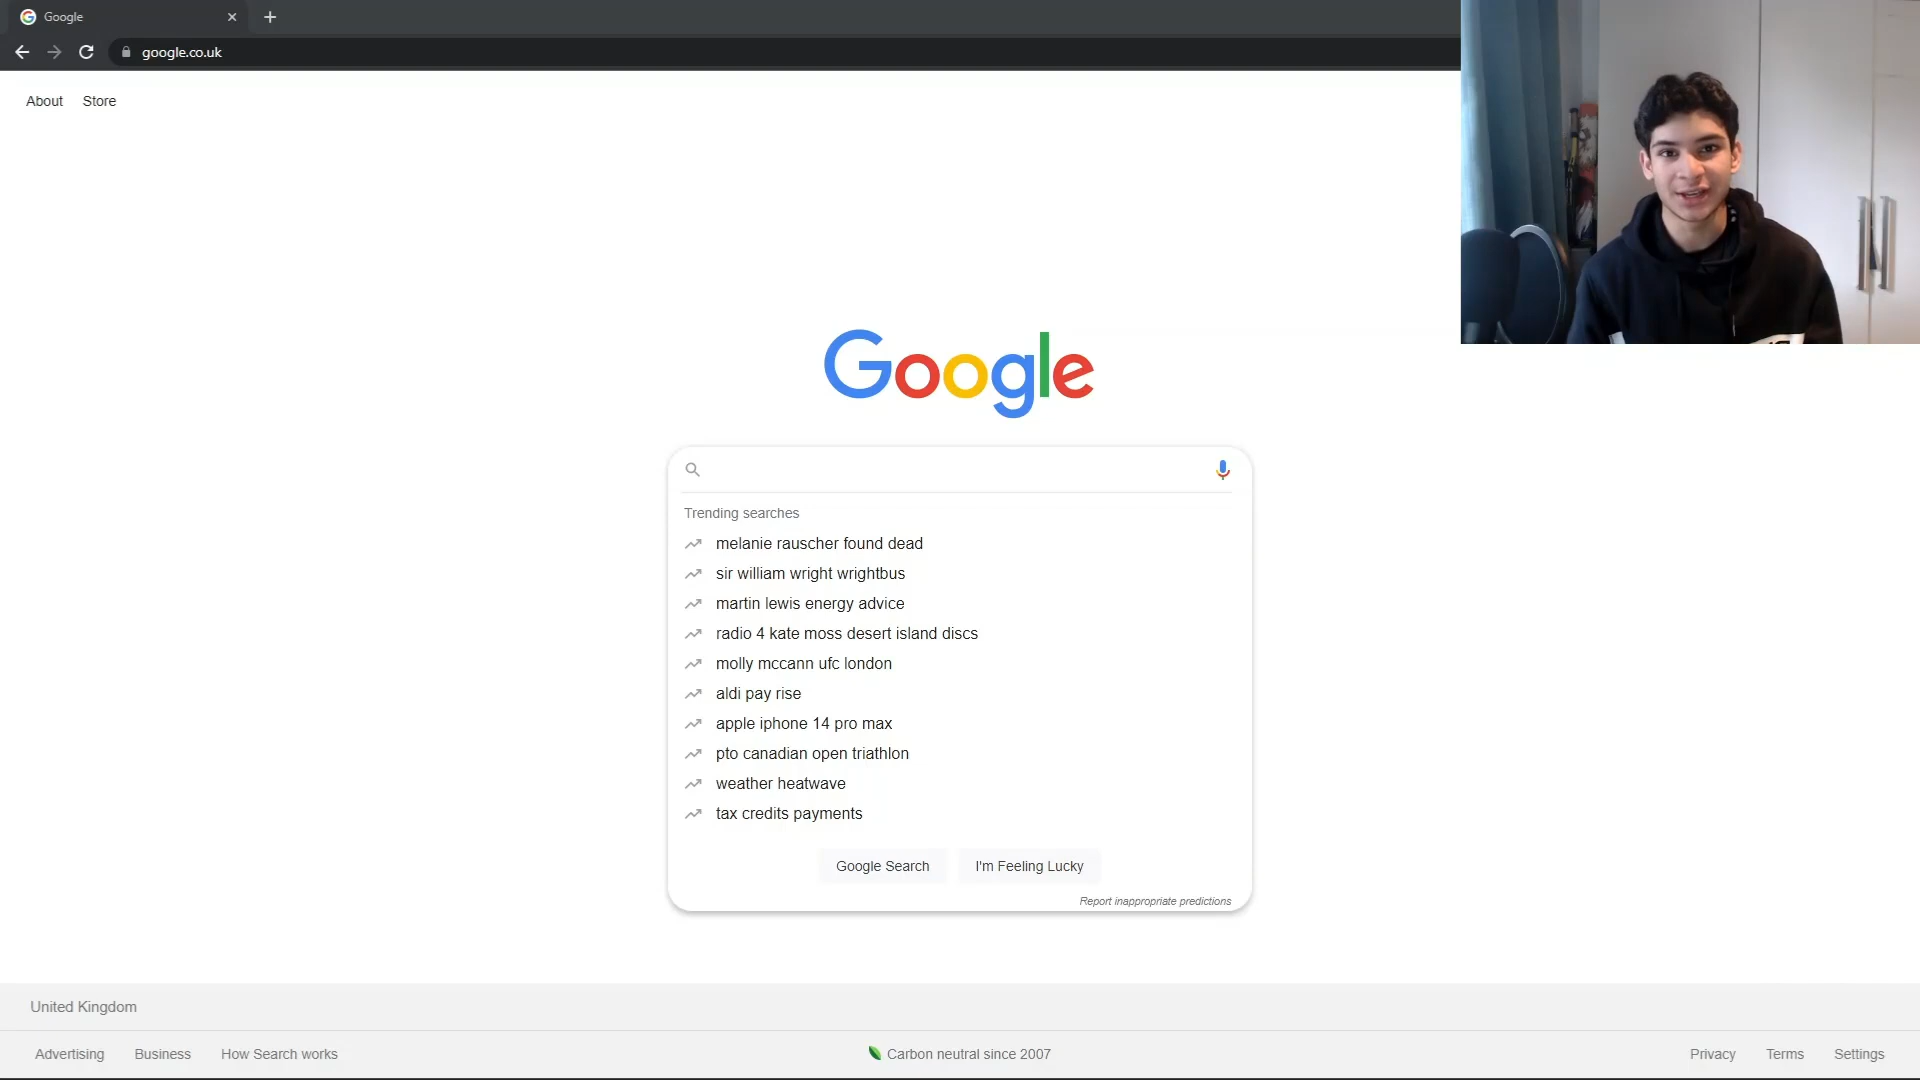 Google
google.co.uk
About Store
Google
Trending searches
melanie rauscher found dead
sir william wright wrightbus
martin lewis energy advice
radio 4 kate moss desert island discs
molly mccann ufc london
aldi pay rise
apple iphone 14 pro max
pto canadian open triathlon
weather heatwave
tax credits payments
Google Search I'm Feeling Lucky
Report inappropriate predictions
United Kingdom
Advertising Business How Search works Carbon neutral since 2007 Privacy Terms Settings